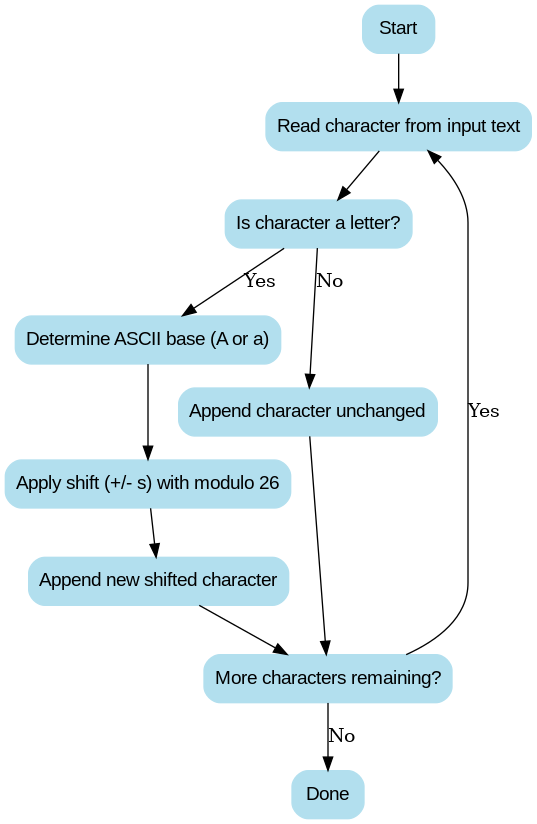 Start
Read character from input text
Is character a letter?
Yes
No
Determine ASCII base (A or a)
Append character unchanged
Yes
Apply shift (+/- s) with modulo 26
Append new shifted character
More characters remaining?
No
Done